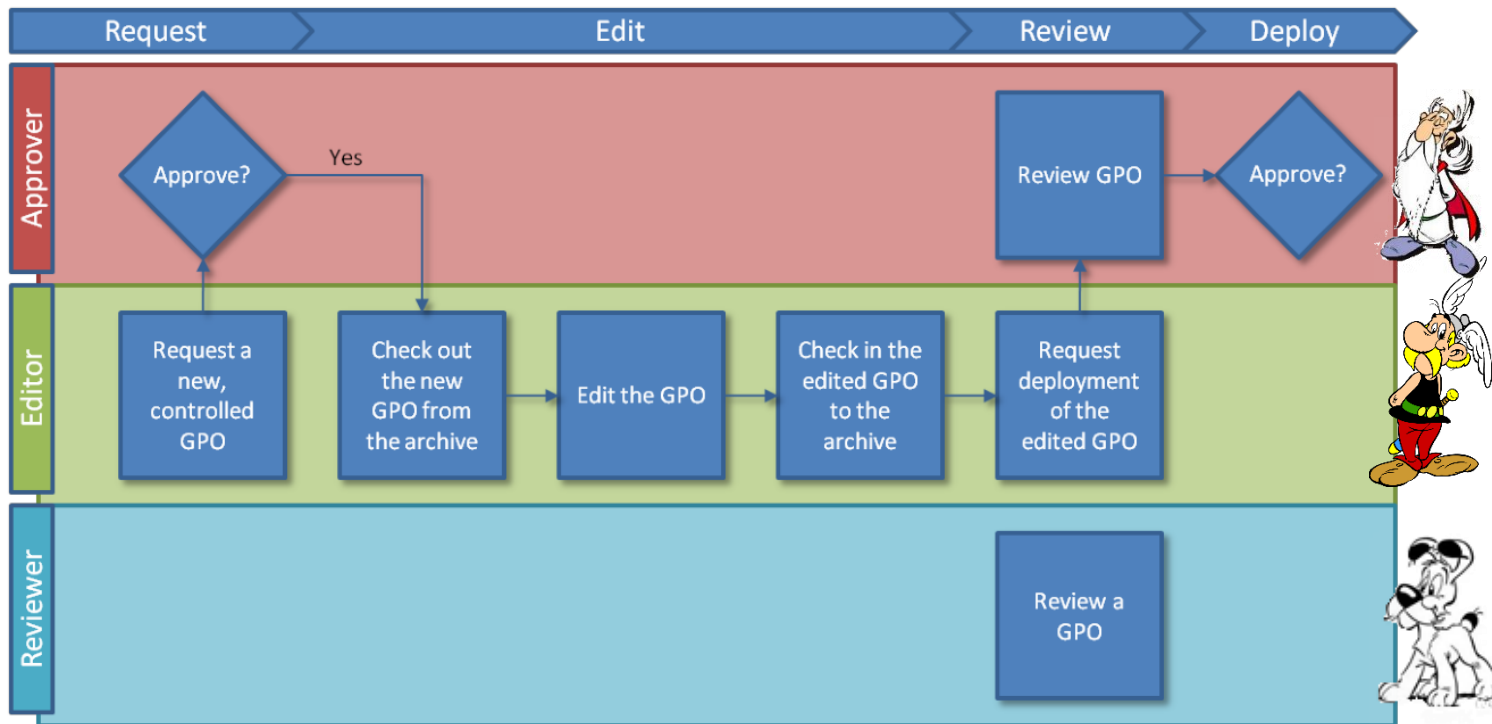 Request
Edit
Review
Deploy
Approver
Approve?
Yes
Review GPO
Approve?
Editor
Request a
new,
controlled
GPO
Check out
the new
GPO from
the archive
Edit the GPO
Check in the
edited GPO
to the
archive
Request
deployment
of the
edited GPO
Reviewer
Review a
GPO